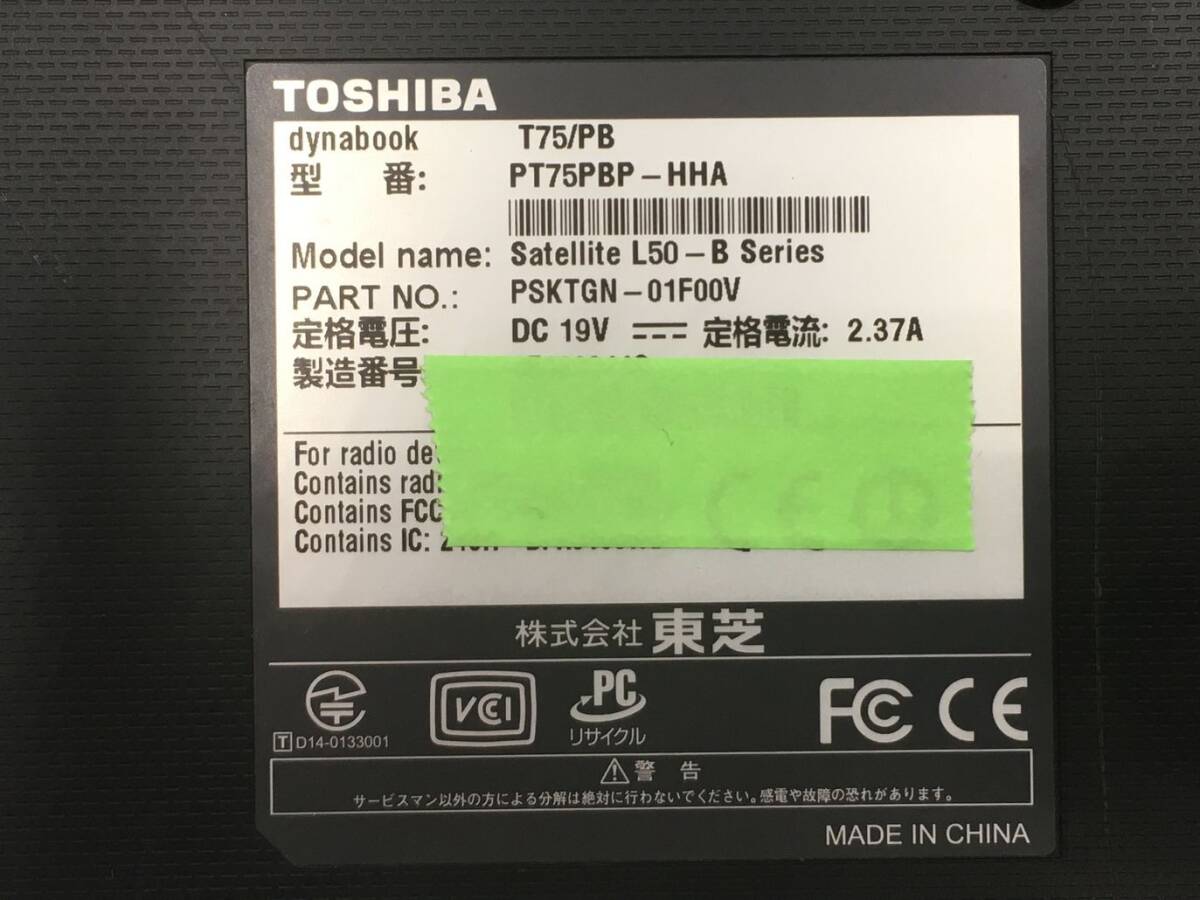 TOSHIBA
dynabook T75/PB
型 番: PT75PBP-HHA
Model name: Satellite L50-B Series
PART NO.: PSKTGN-01F00V
定格電圧: DC 19V 定格電流: 2.37A
製造番号
For radio
Contains
Contains FCC
Contains IC:
株式会社 東芝
T D14-0133001
VCCI
PC
リサイクル
FC CE
警 告
サービスマン以外の方による分解は絶対に行わないでください。感電や故障の恐れがあります。
MADE IN CHINA